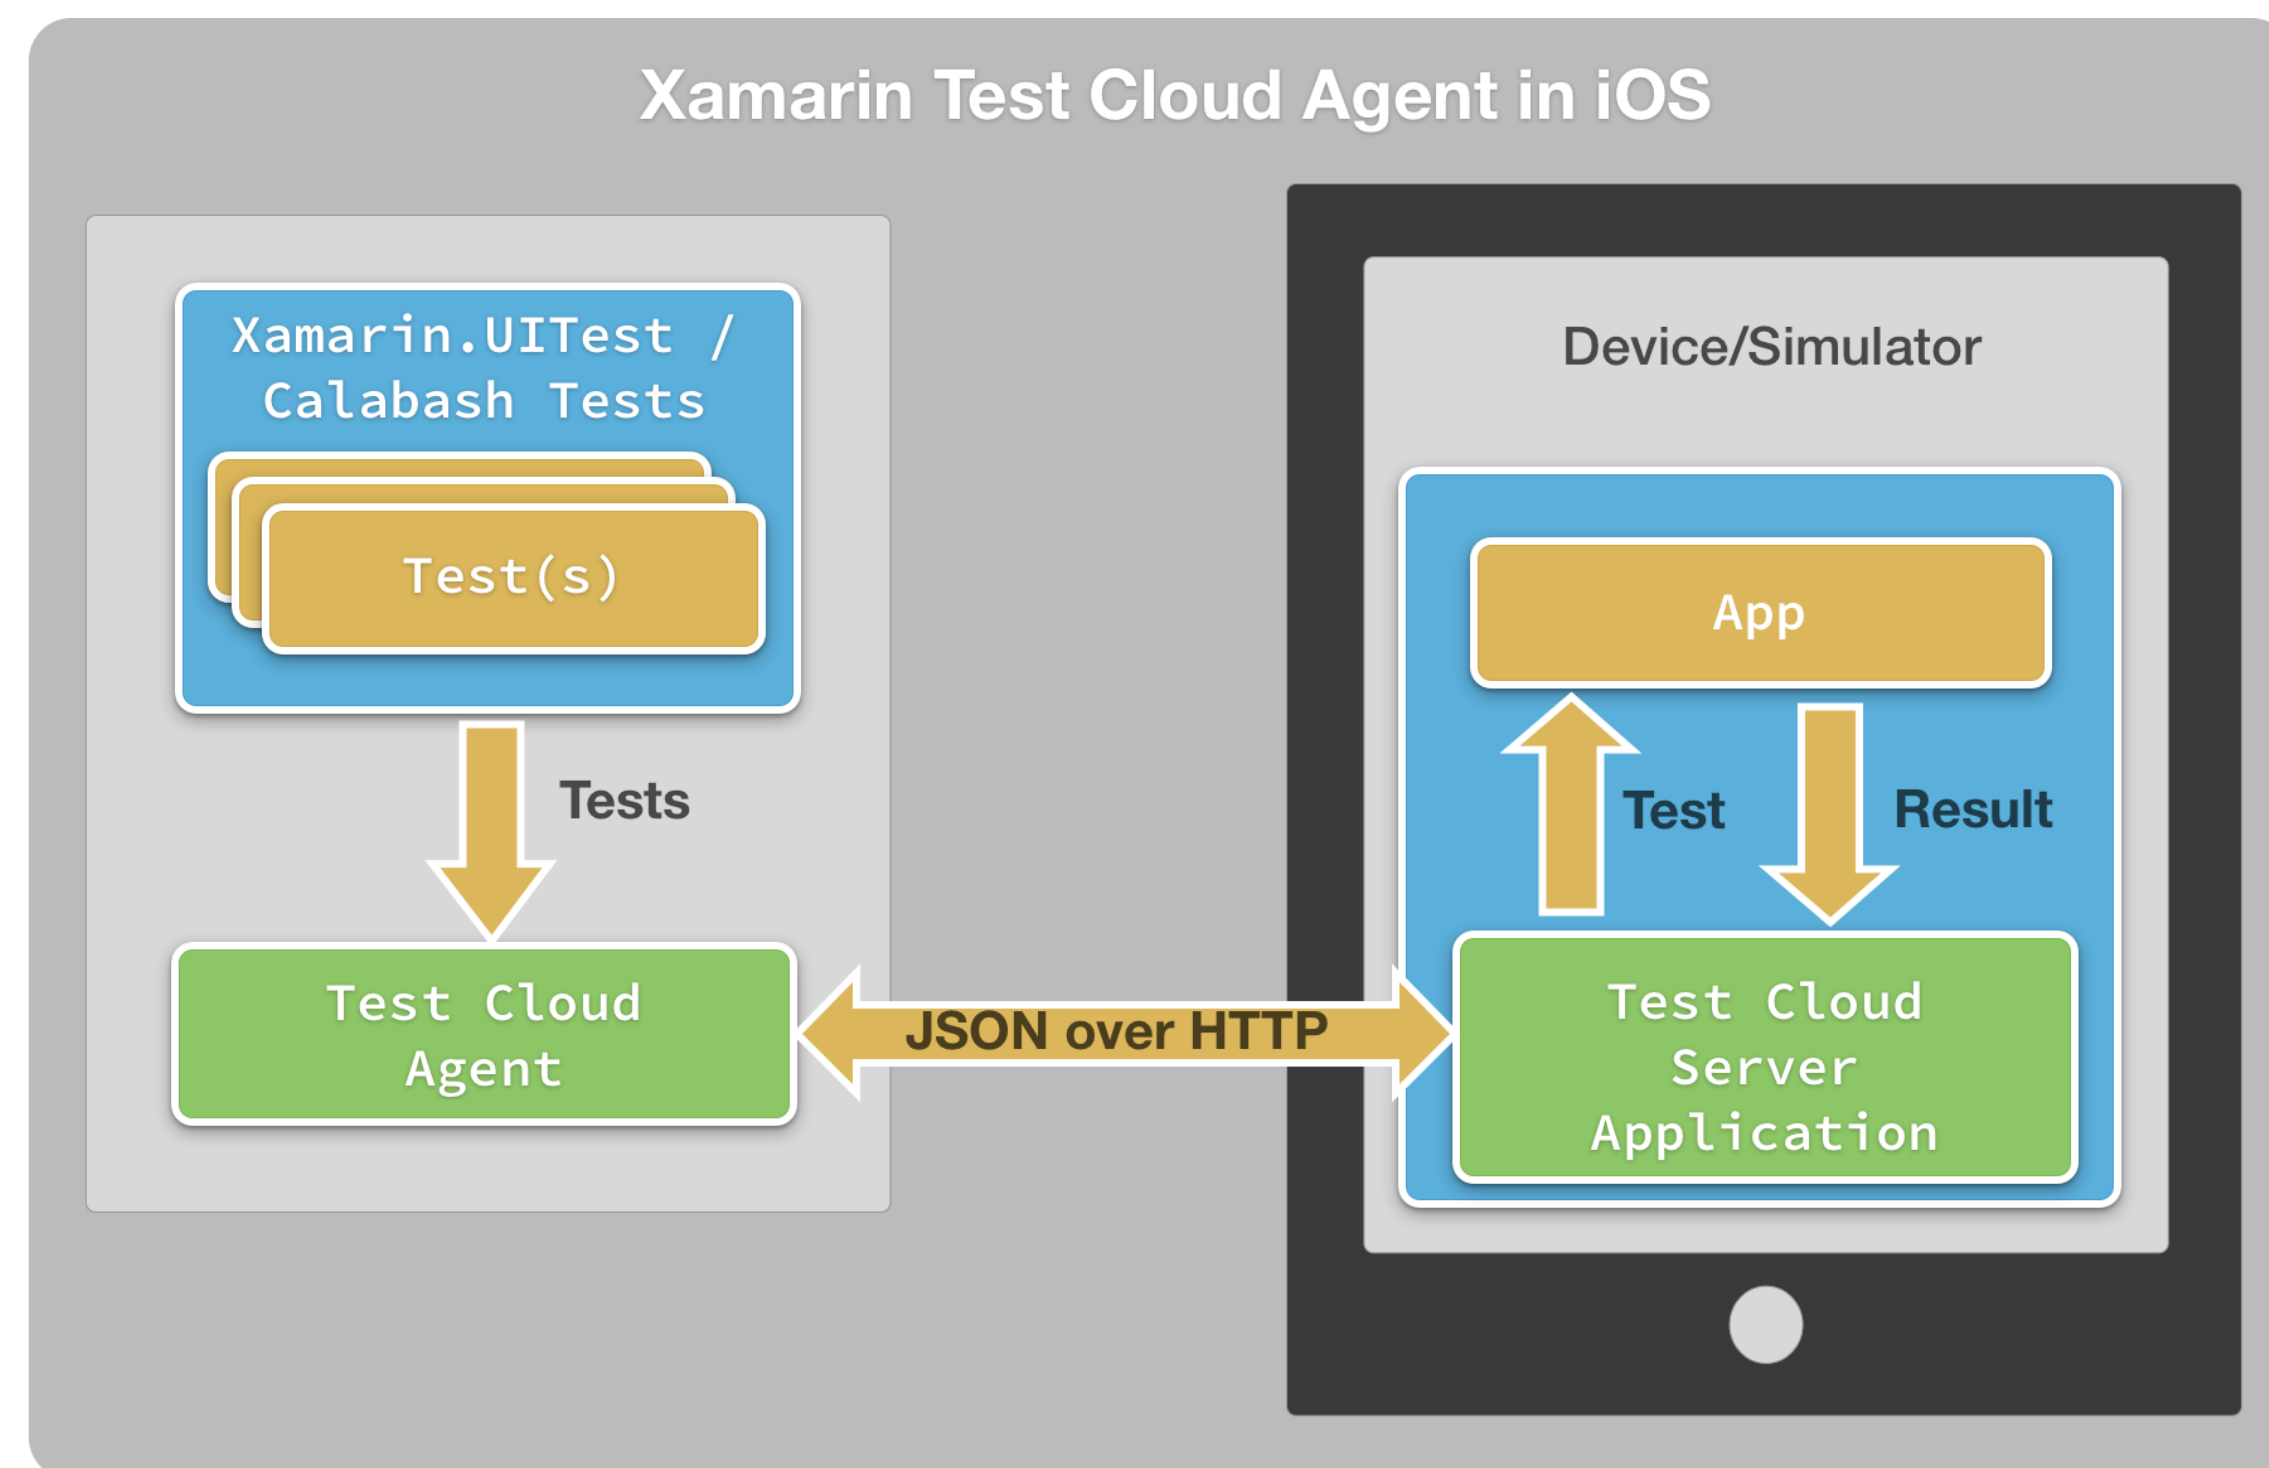 Xamarin Test Cloud Agent in iOS
Xamarin.UITest /
Calabash Tests
Test(s)
Tests
Test Cloud
Agent
JSON over HTTP
Device/Simulator
App
Test
Result
Test Cloud
Server
Application